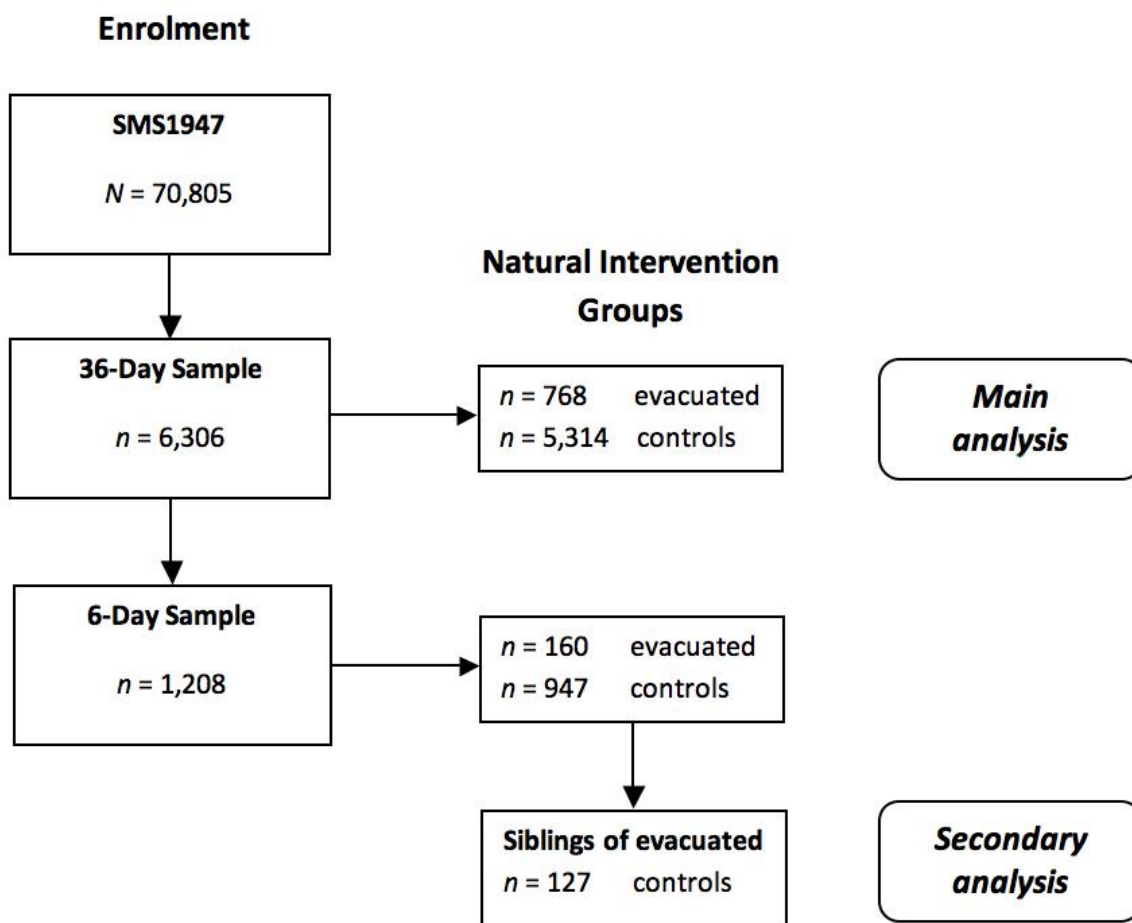 Enrolment
SMS1947
N = 70,805
Natural Intervention
Groups
36-Day Sample
n = 6,306
n = 768 evacuated
n = 5,314 controls
Main
analysis
6-Day Sample
n = 1,208
n = 160 evacuated
n = 947 controls
Siblings of evacuated
n = 127 controls
Secondary
analysis